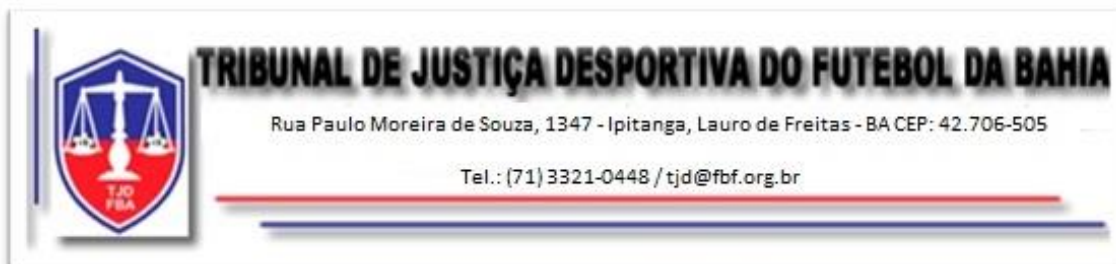 TRIBUNAL DE JUSTIÇA DESPORTIVA DO FUTEBOL DA BAHIA
Rua Paulo Moreira de Souza, 1347 - Ipitanga, Lauro de Freitas - BA CEP: 42.706-505
Tel.: (71) 3321-0448 / tjd@fbf.org.br
TJD
FBA